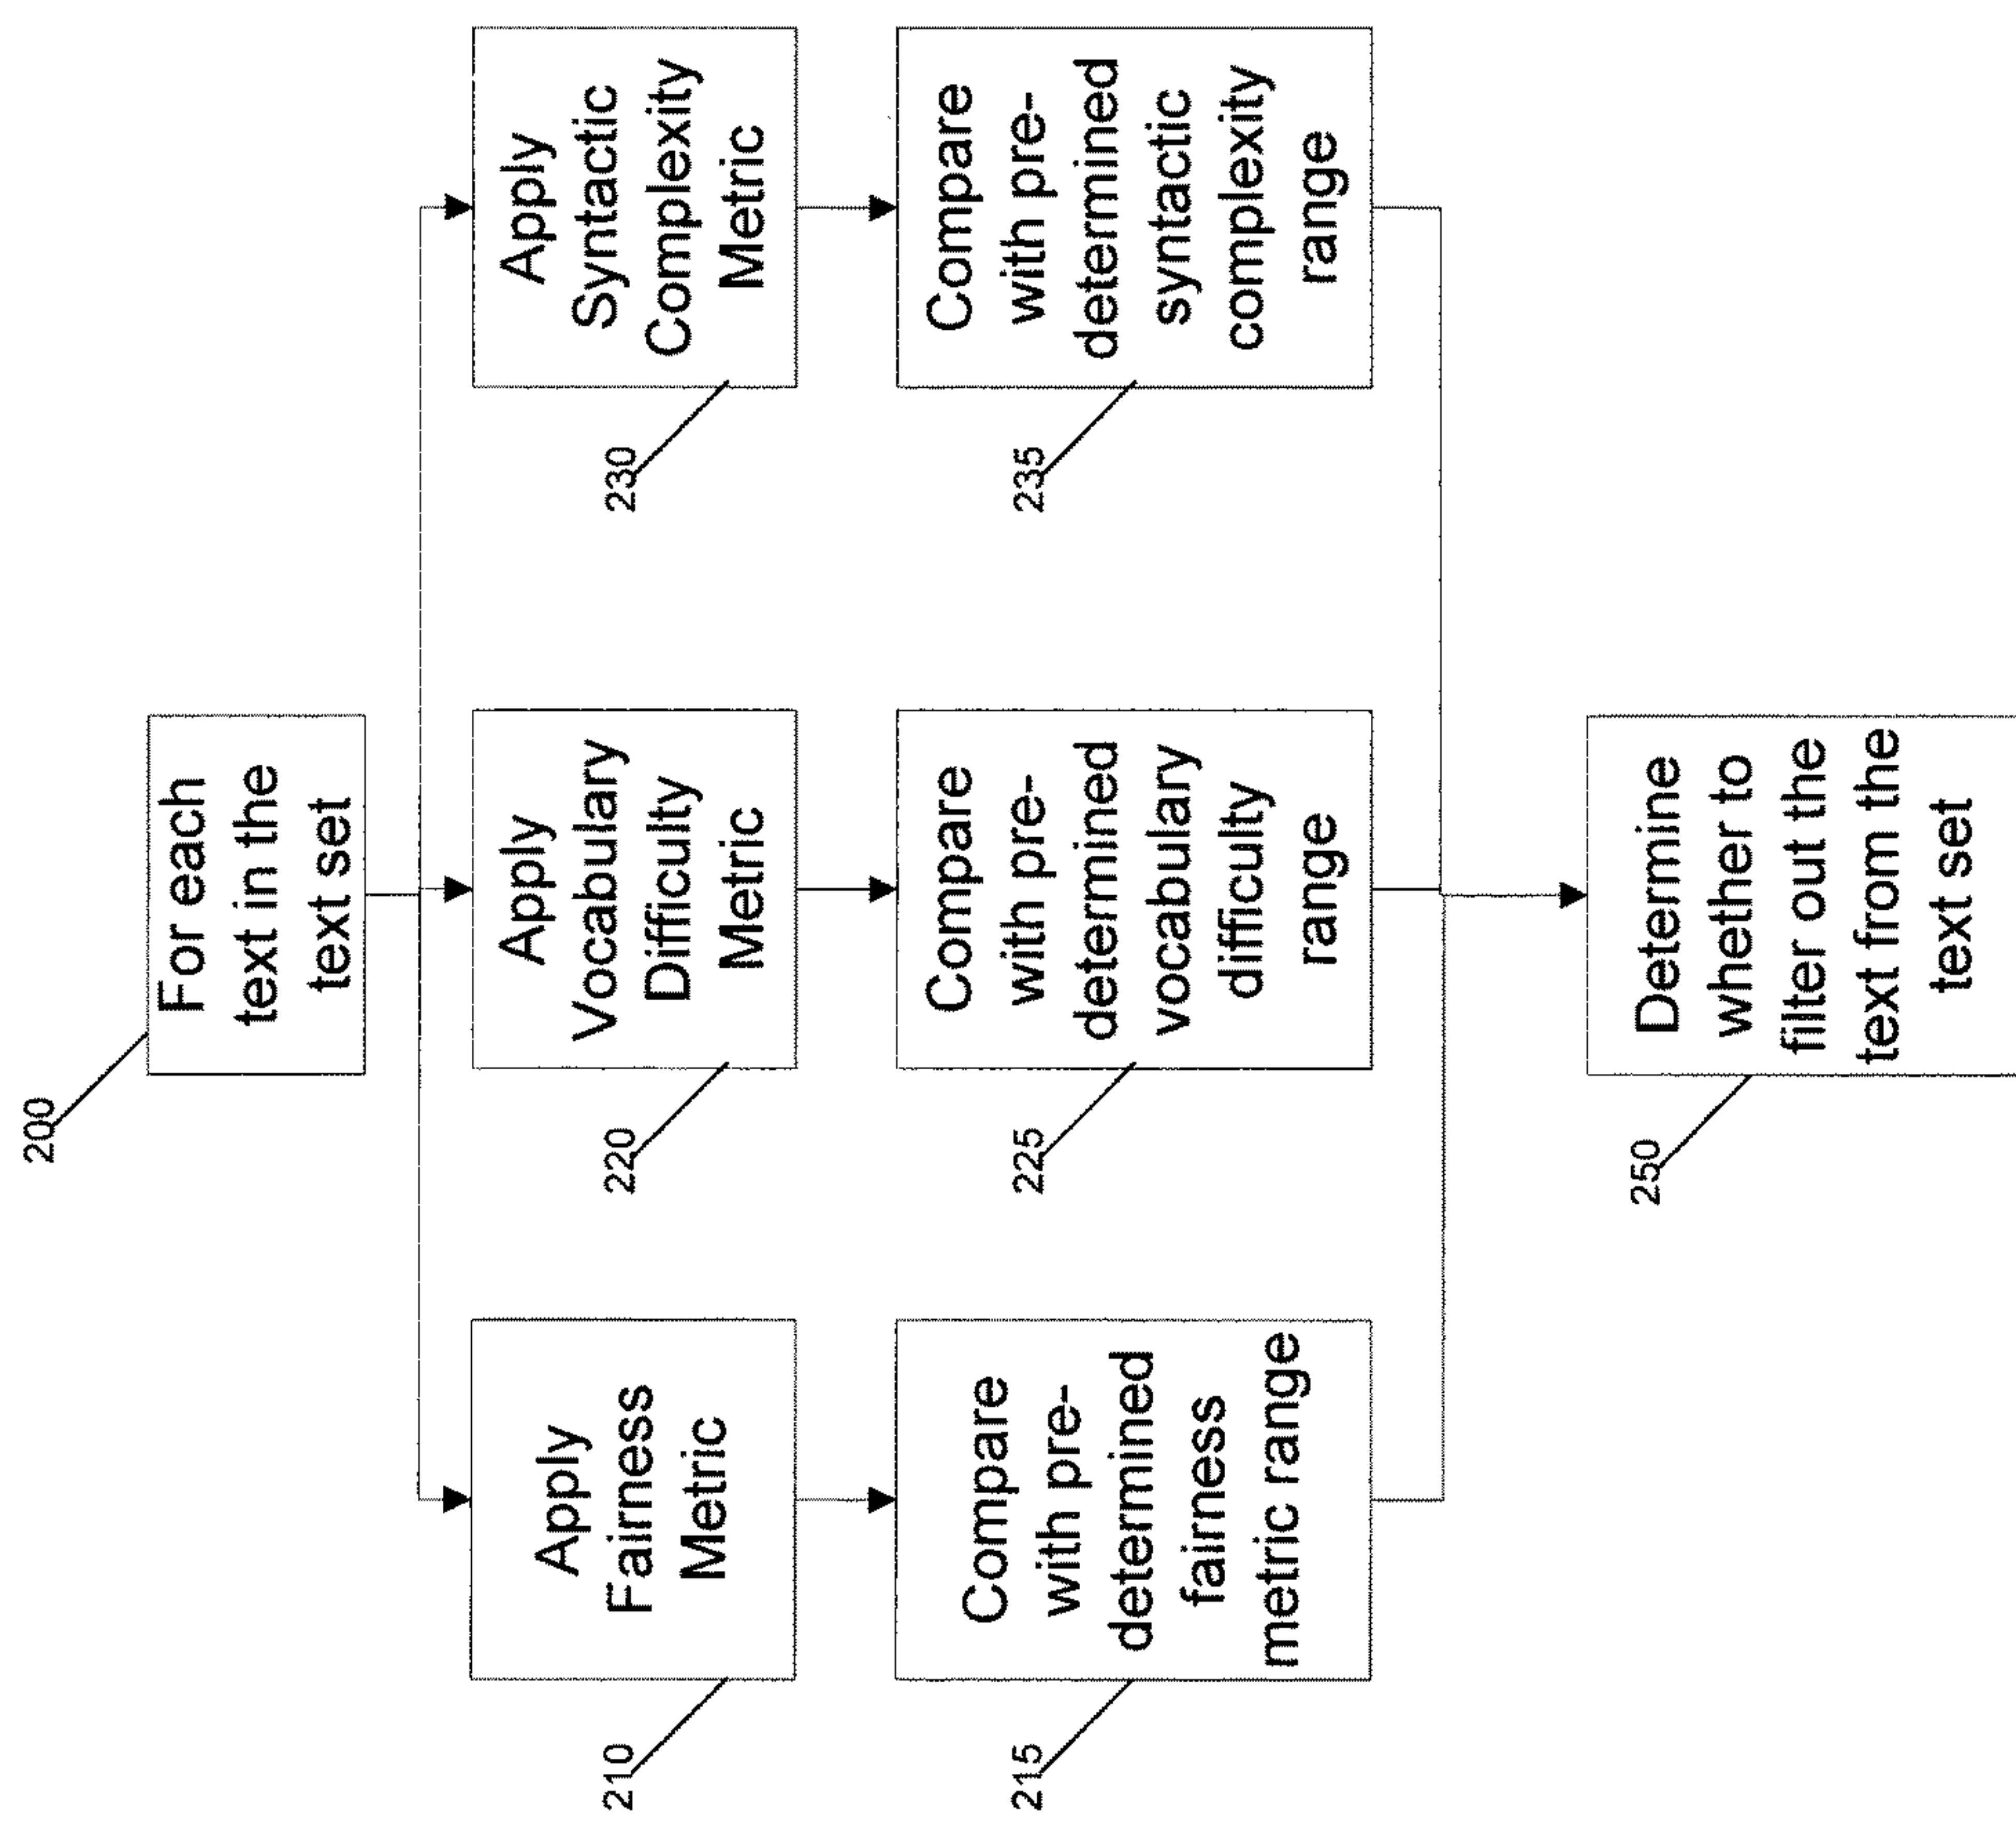 200
For each
text in the
text set
210
Apply
Fairness
Metric
220
Apply
Vocabulary
Difficulty
Metric
230
Apply
Syntactic
Complexity
Metric
215
Compare
with pre-
determined
fairness
metric range
225
Compare
with pre-
determined
vocabulary
difficulty
range
235
Compare
with pre-
determined
syntactic
complexity
range
250
Determine
whether to
filter out the
text from the
text set